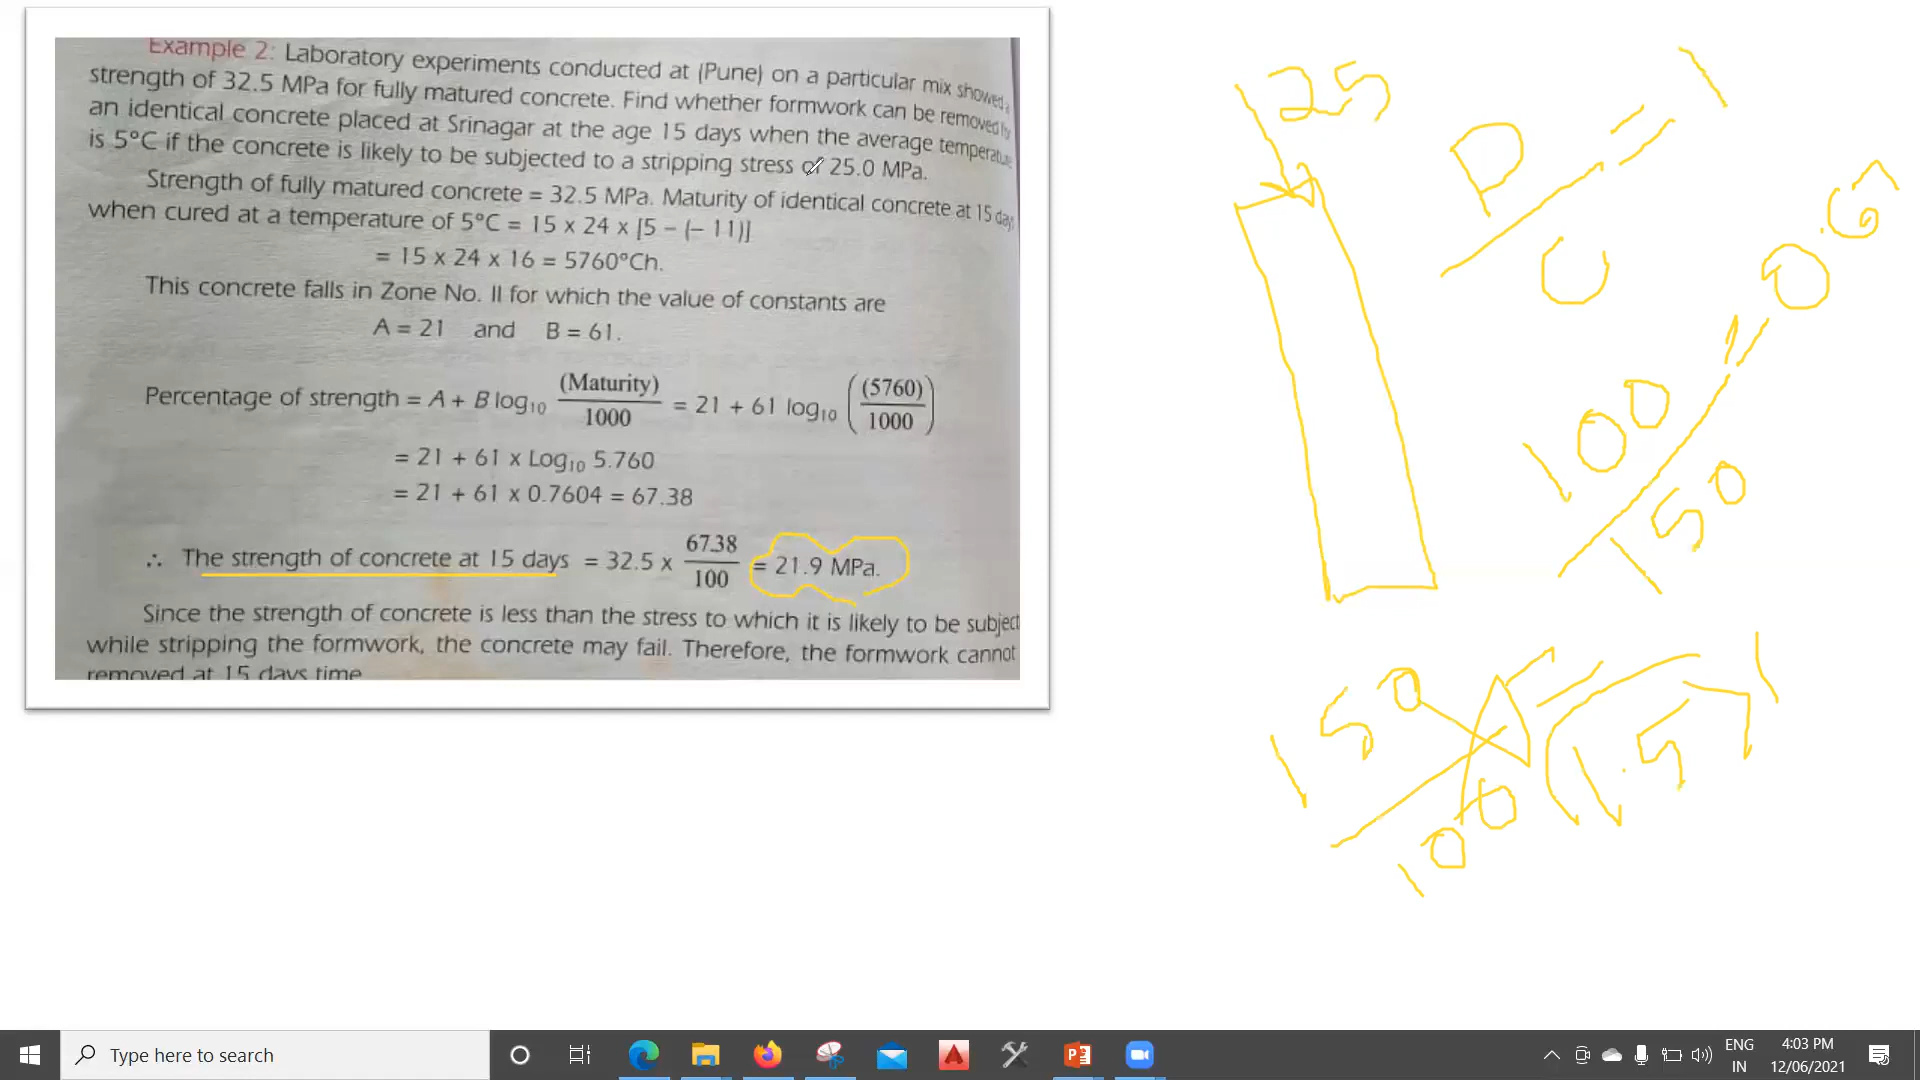 Example 2: Laboratory experiments conducted at (Pune) on a particular mix showed a
strength of 32.5 MPa for fully matured concrete. Find whether formwork can be removed for
an identical concrete placed at Srinagar at the age 15 days when the average temperature
is 5°C if the concrete is likely to be subjected to a stripping stress of 25.0 MPa.
Strength of fully matured concrete = 32.5 MPa. Maturity of identical concrete at 15 day
when cured at a temperature of 5°C = 15 x 24 x [5 – (– 11)]
= 15 x 24 x 16 = 5760°Ch.
This concrete falls in Zone No. II for which the value of constants are
A = 21 and B = 61.
Percentage of strength = A + B log10 (Maturity)/1000 = 21 + 61 log10 ((5760)/1000)
= 21 + 61 x Log10 5.760
= 21 + 61 x 0.7604 = 67.38
∴ The strength of concrete at 15 days = 32.5 x 67.38/100 = 21.9 MPa.
Since the strength of concrete is less than the stress to which it is likely to be subject
while stripping the formwork, the concrete may fail. Therefore, the formwork cannot
removed at 15 days time
125
D/C = 1
100/150 = 0.67
150/100 = (1.5)
Type here to search
ENG
IN
4:03 PM
12/06/2021